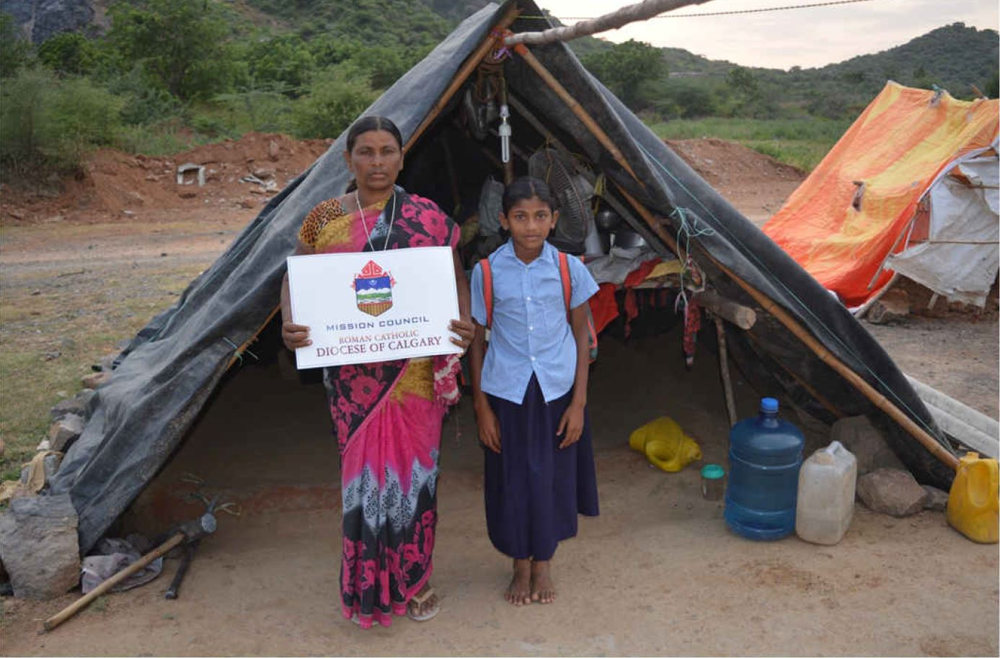 MISSION COUNCIL
ROMAN CATHOLIC
DIOCESE OF CALGARY